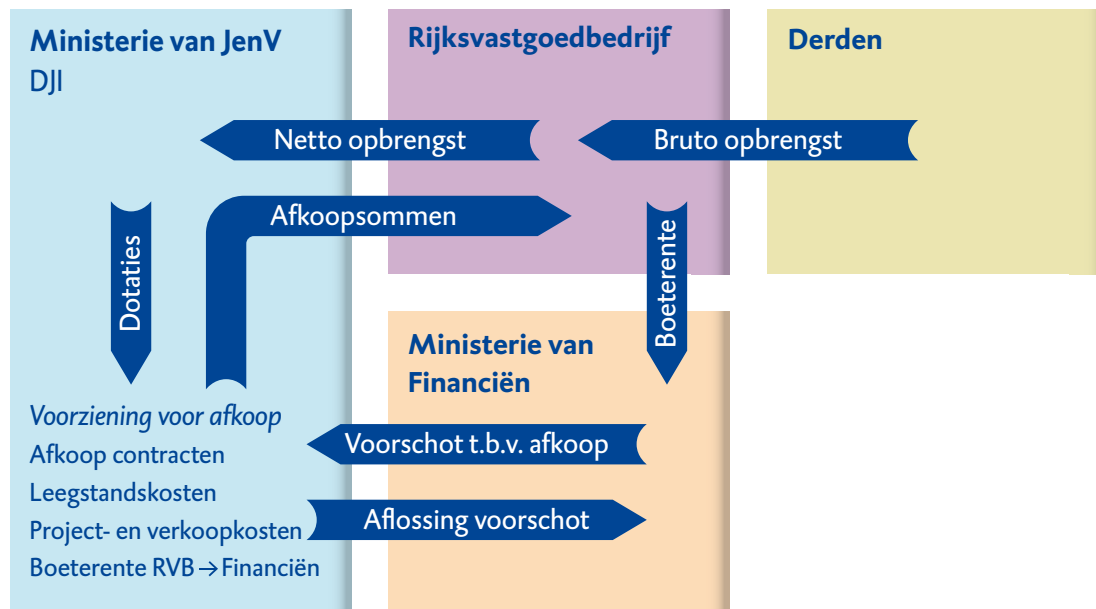 Ministerie van JenV
DJI
Rijksvastgoedbedrijf
Derden
Netto opbrengst
Bruto opbrengst
Afkoopsommen
Dotaties
Boeterente
Ministerie van
Financiën
Voorziening voor afkoop
Afkoop contracten
Leegstandskosten
Project- en verkoopkosten
Boeterente RVB → Financiën
Voorschot t.b.v. afkoop
Aflossing voorschot